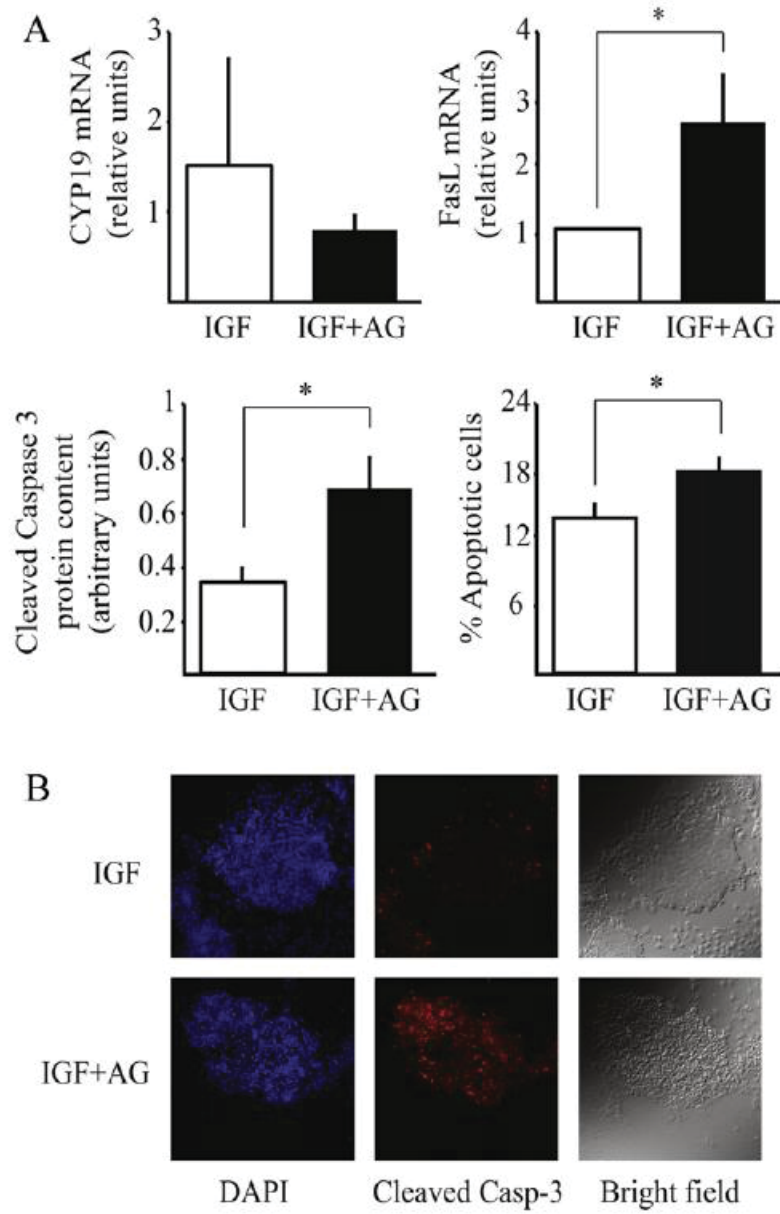 A
CYP19 mRNA
(relative units)
3
2
1
IGF
IGF+AG
FasL mRNA
(relative units)
*
4
3
2
1
IGF
IGF+AG
Cleaved Caspase 3
protein content
(arbitrary units)
*
1
0.8
0.6
0.4
0.2
IGF
IGF+AG
% Apoptotic cells
*
24
18
12
6
IGF
IGF+AG
B
IGF
IGF+AG
DAPI
Cleaved Casp-3
Bright field